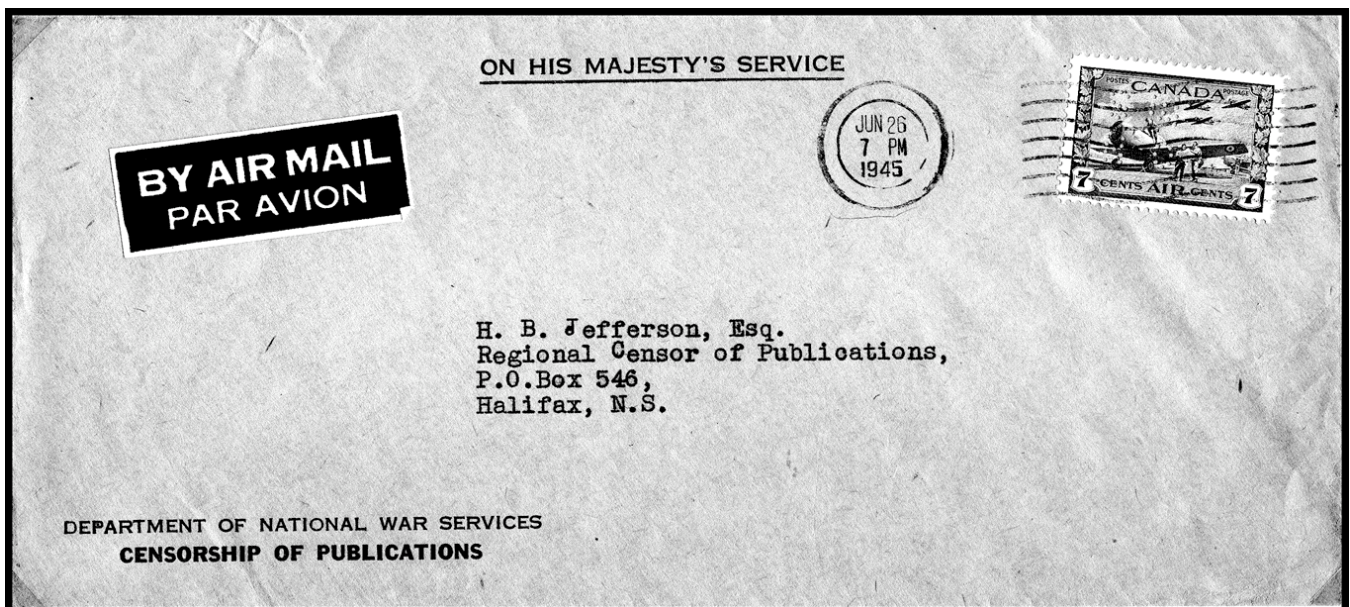 ON HIS MAJESTY'S SERVICE
POSTES POSTAGE
CANADA
7 CENTS AIR CENTS 7
JUN 26
7 PM
1945
BY AIR MAIL
PAR AVION
H. B. Jefferson, Esq.
Regional Censor of Publications,
P.O.Box 546,
Halifax, N.S.
DEPARTMENT OF NATIONAL WAR SERVICES
CENSORSHIP OF PUBLICATIONS